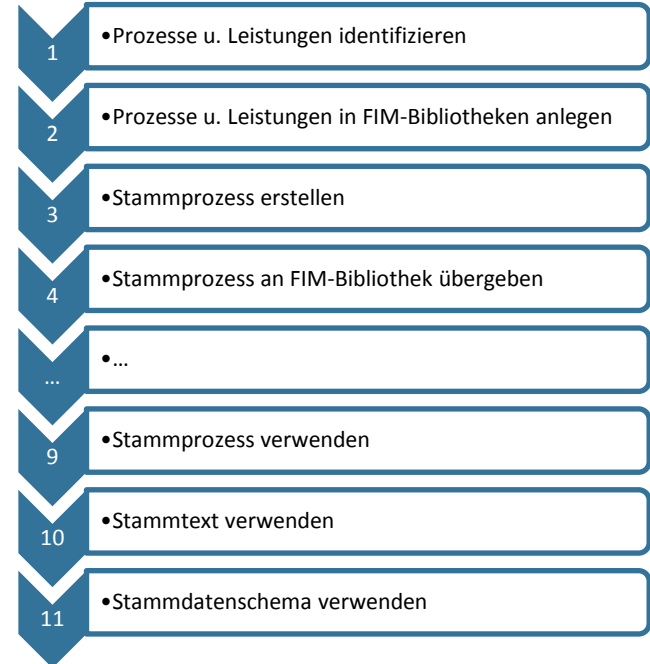 1
•Prozesse u. Leistungen identifizieren
2
•Prozesse u. Leistungen in FIM-Bibliotheken anlegen
3
•Stammprozess erstellen
4
•Stammprozess an FIM-Bibliothek übergeben
...
•...
9
•Stammprozess verwenden
10
•Stammtext verwenden
11
•Stammdatenschema verwenden